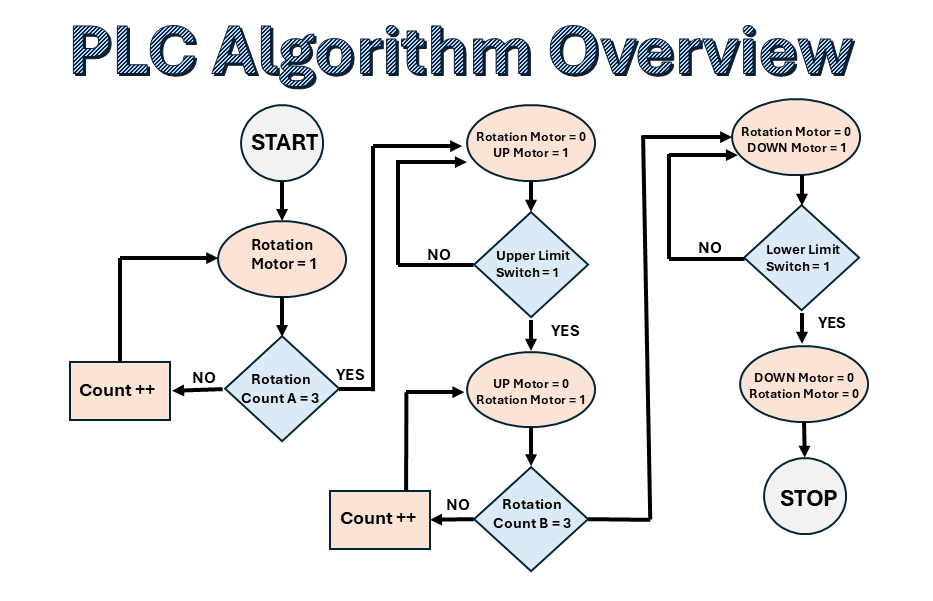 PLC Algorithm Overview
START
Rotation
Motor = 1
Rotation
Count A = 3
NO
Count ++
YES
Rotation Motor = 0
UP Motor = 1
Upper Limit
Switch = 1
NO
YES
UP Motor = 0
Rotation Motor = 1
Rotation
Count B = 3
NO
Count ++
Rotation Motor = 0
DOWN Motor = 1
Lower Limit
Switch = 1
NO
YES
DOWN Motor = 0
Rotation Motor = 0
STOP